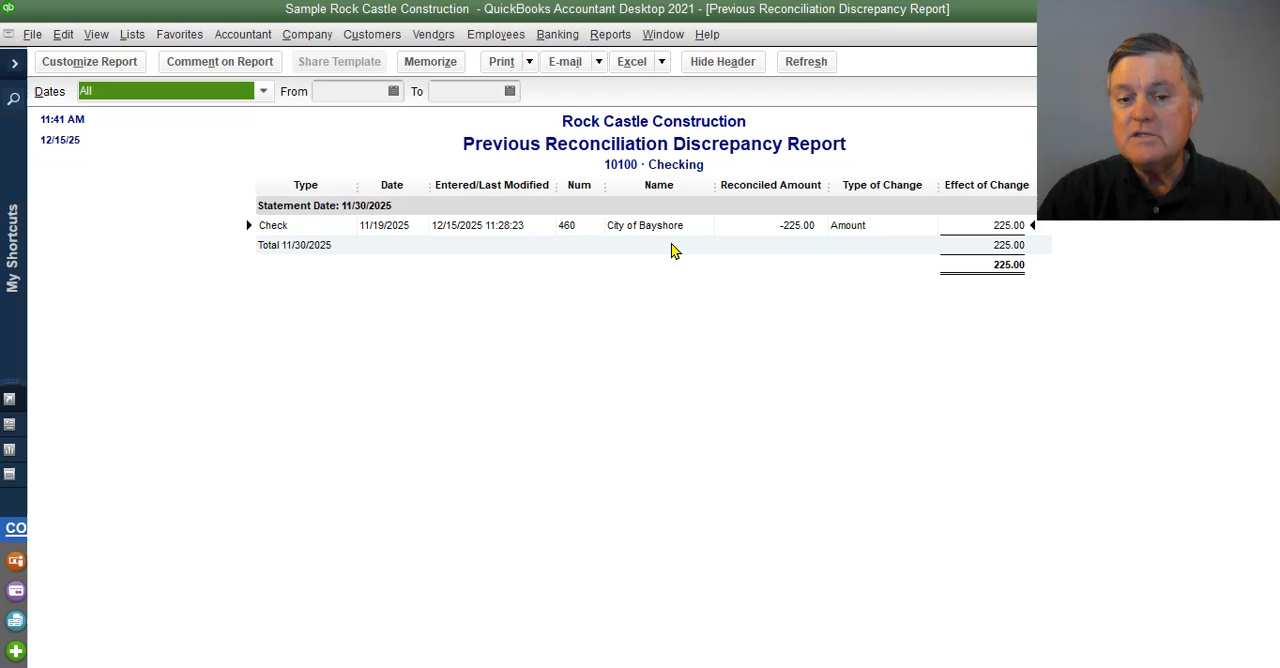 Sample Rock Castle Construction - QuickBooks Accountant Desktop 2021 - [Previous Reconciliation Discrepancy Report]
File Edit View Lists Favorites Accountant Company Customers Vendors Employees Banking Reports Window Help
Customize Report Comment on Report Share Template Memorize Print E-mail Excel Hide Header Refresh
Dates All From To
11:41 AM
12/15/25
Rock Castle Construction
Previous Reconciliation Discrepancy Report
10100 · Checking
Type Date Entered/Last Modified Num Name Reconciled Amount Type of Change Effect of Change
Statement Date: 11/30/2025
Check 11/19/2025 12/15/2025 11:28:23 460 City of Bayshore -225.00 Amount 225.00
Total 11/30/2025 225.00
225.00
My Shortcuts
CO
qb